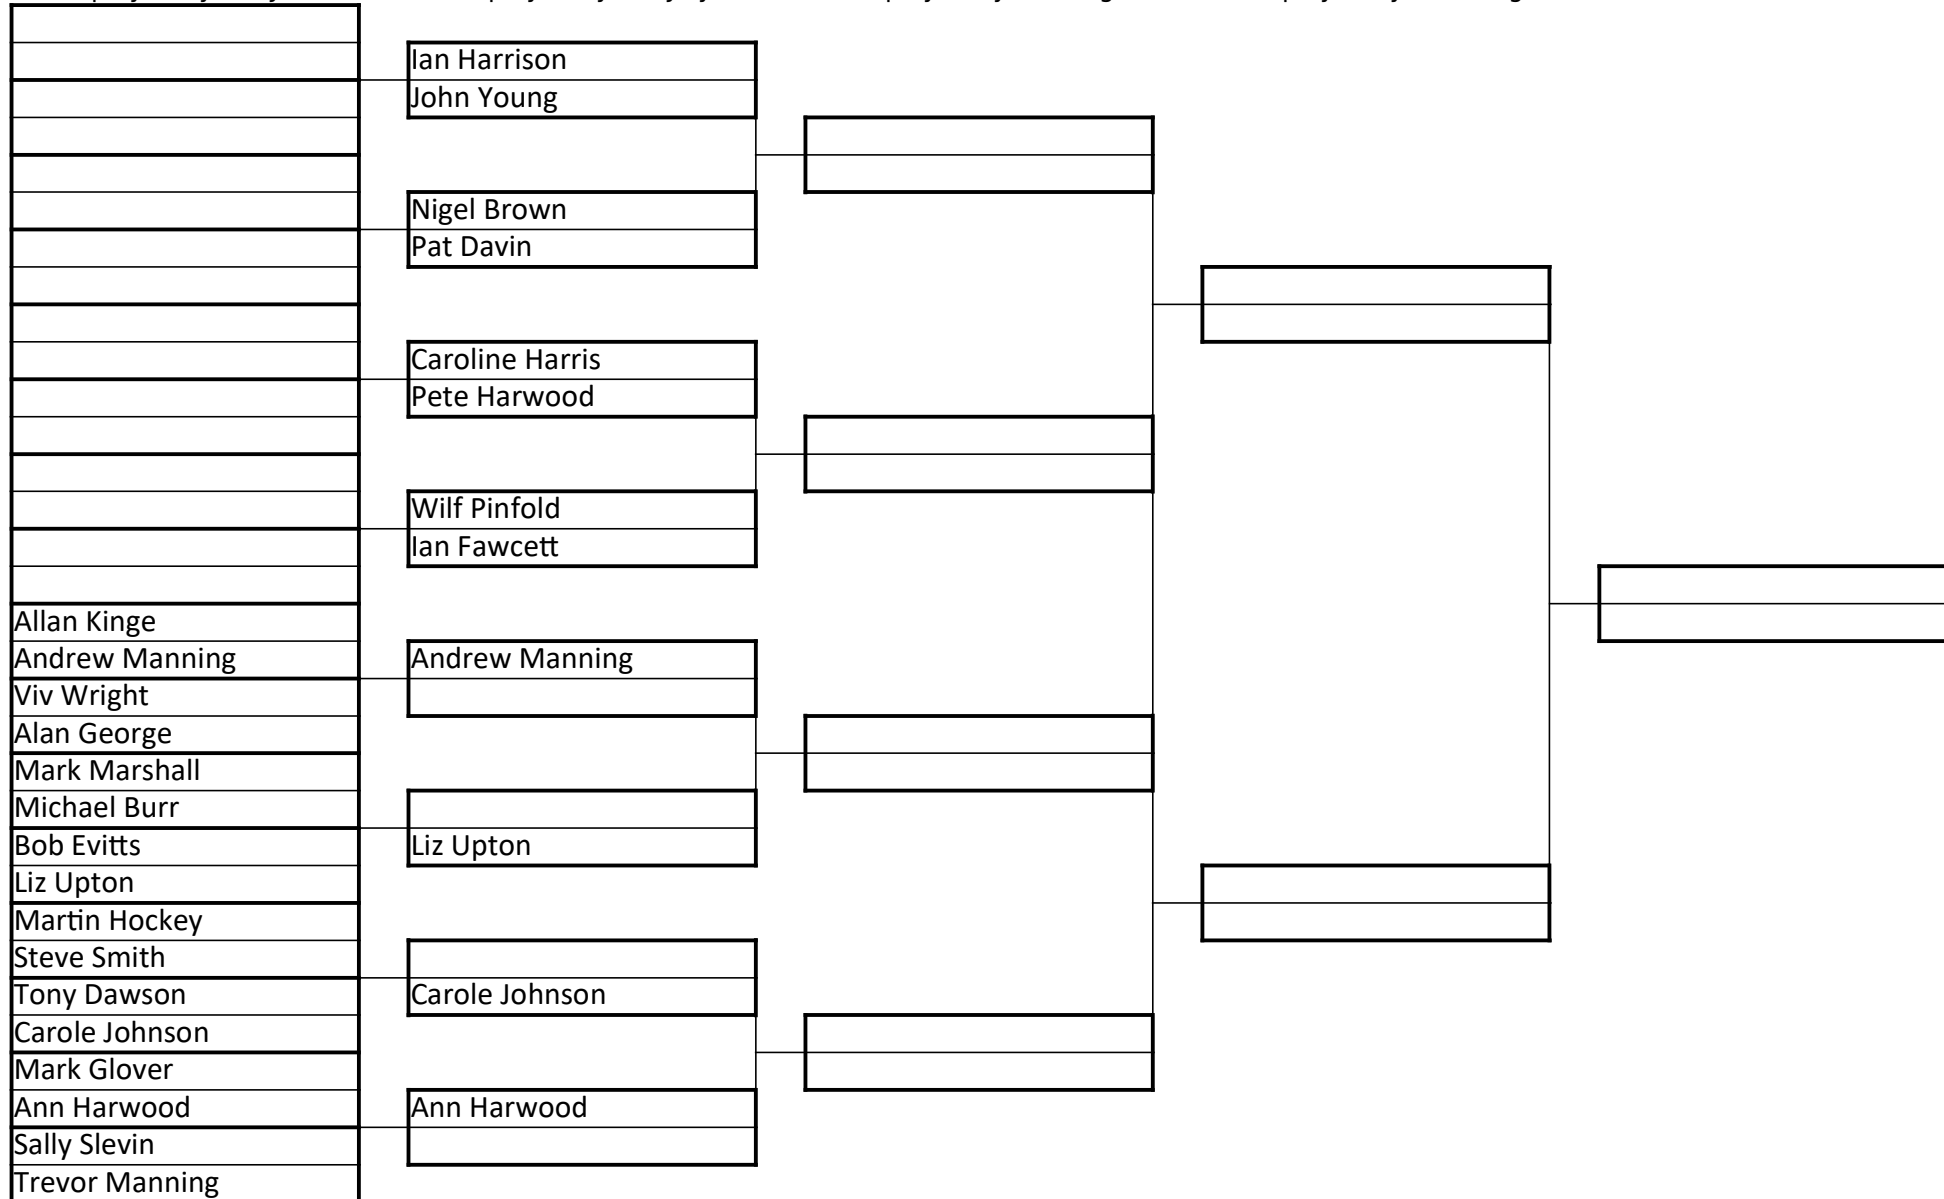 Ian Harrison
John Young
Nigel Brown
Pat Davin
Caroline Harris
Pete Harwood
Wilf Pinfold
Ian Fawcett
Allan Kinge
Andrew Manning
Andrew Manning
Viv Wright
Alan George
Mark Marshall
Michael Burr
Bob Evitts
Liz Upton
Liz Upton
Martin Hockey
Steve Smith
Tony Dawson
Carole Johnson
Carole Johnson
Mark Glover
Ann Harwood
Ann Harwood
Sally Slevin
Trevor Manning